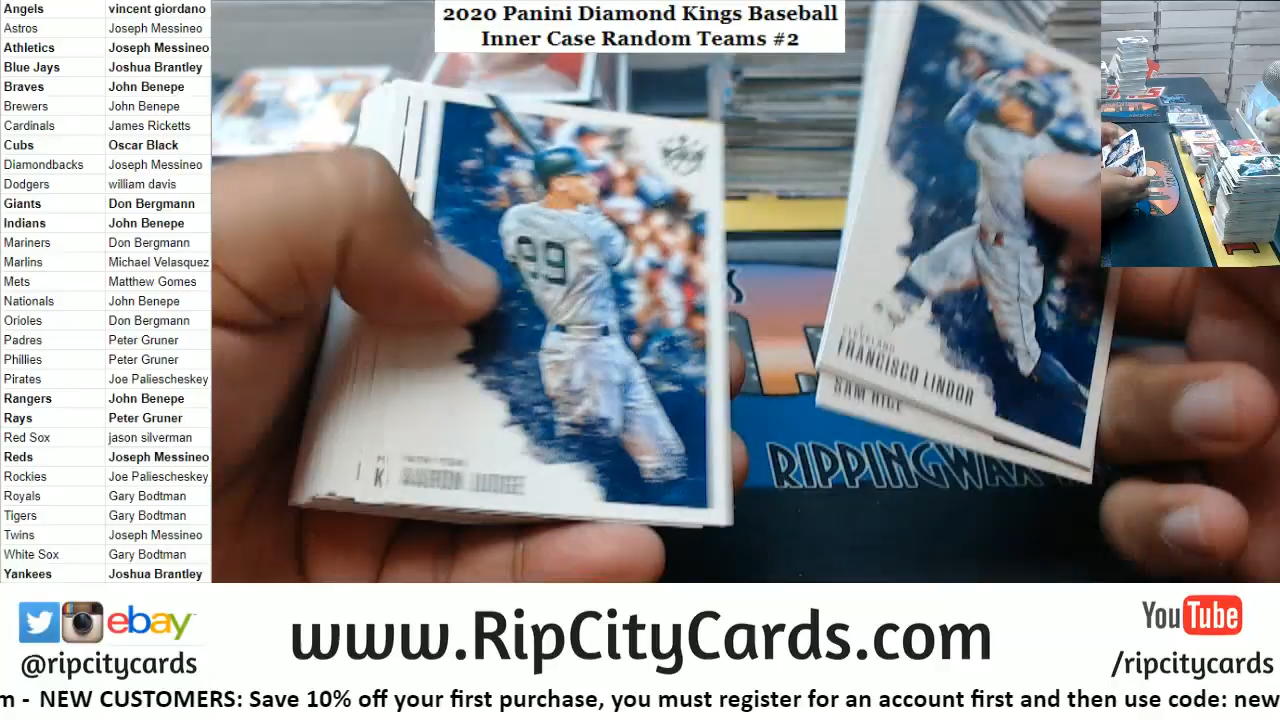 Angels vincent giordano
Astros Joseph Messineo
Athletics Joseph Messineo
Blue Jays Joshua Brantley
Braves John Benepe
Brewers John Benepe
Cardinals James Ricketts
Cubs Oscar Black
Diamondbacks Joseph Messineo
Dodgers william davis
Giants Don Bergmann
Indians John Benepe
Mariners Don Bergmann
Marlins Michael Velasquez
Mets Matthew Gomes
Nationals John Benepe
Orioles Don Bergmann
Padres Peter Gruner
Phillies Peter Gruner
Pirates Joe Paliescheskey
Rangers John Benepe
Rays Peter Gruner
Red Sox jason silverman
Reds Joseph Messineo
Rockies Joe Paliescheskey
Royals Gary Bodtman
Tigers Gary Bodtman
Twins Joseph Messineo
White Sox Gary Bodtman
Yankees Joshua Brantley
2020 Panini Diamond Kings Baseball
Inner Case Random Teams #2
99
AARON JUDGE
CLEVELAND
FRANCISCO LINDOR
RIPPINGWAX
ebay
@ripcitycards
www.RipCityCards.com
YouTube
/ripcitycards
m - NEW CUSTOMERS: Save 10% off your first purchase, you must register for an account first and then use code: new